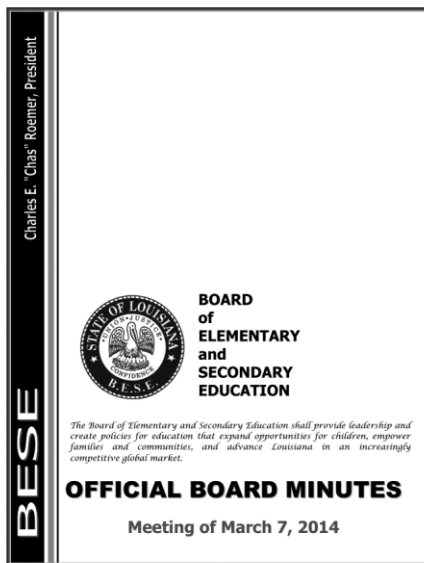 Charles E. "Chas" Roemer, President
BESE
STATE OF LOUISIANA
UNION • JUSTICE
CONFIDENCE
B.E.S.E.
BOARD
of
ELEMENTARY
and
SECONDARY
EDUCATION
The Board of Elementary and Secondary Education shall provide leadership and
create policies for education that expand opportunities for children, empower
families and communities, and advance Louisiana in an increasingly
competitive global market.
OFFICIAL BOARD MINUTES
Meeting of March 7, 2014